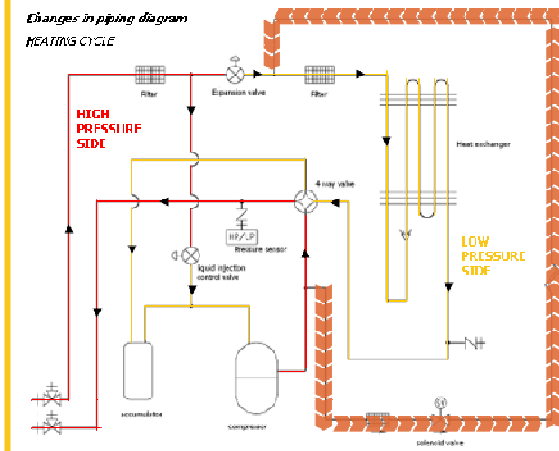 Changes in piping diagram
HEATING CYCLE
Filter
Expansion valve
Filter
HIGH
PRESSURE
SIDE
Heat exchanger
4 way valve
HP/LP
Pressure sensor
LOW
PRESSURE
SIDE
liquid injection
control valve
accumulator
compressor
solenoid valve